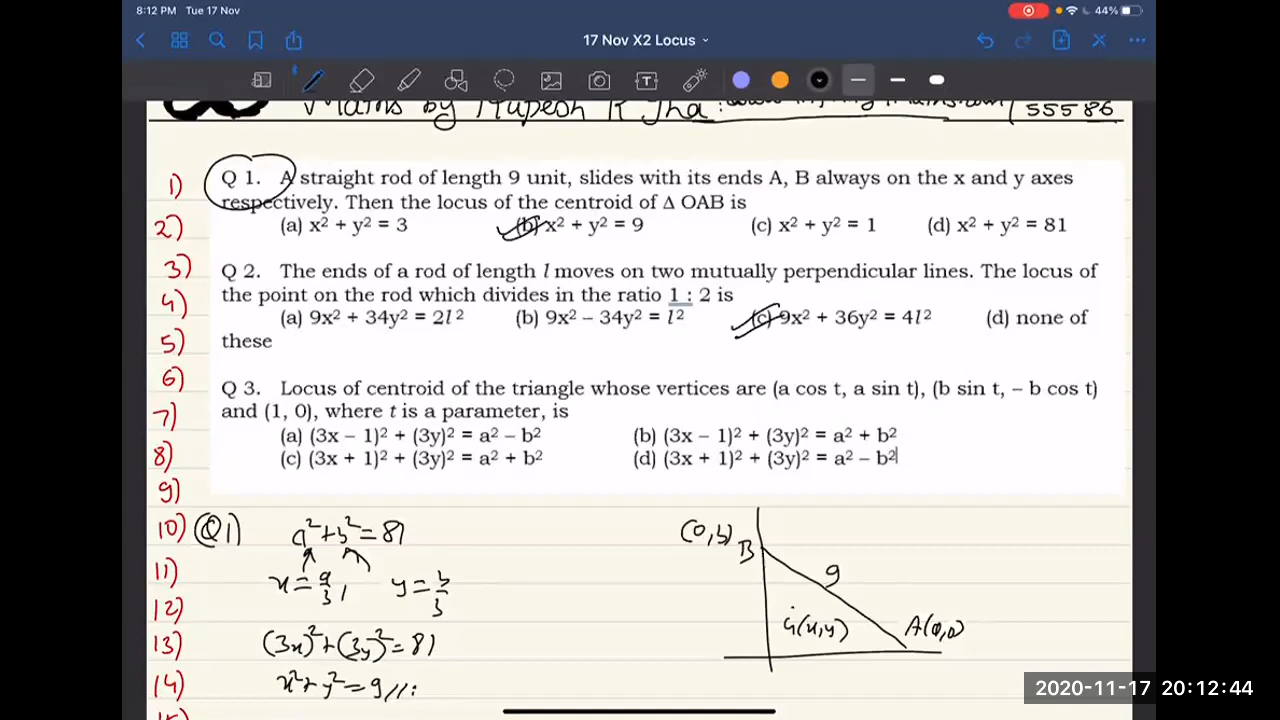 8:12 PM Tue 17 Nov
44%
17 Nov X2 Locus
Maths by Rupesh K Jha:
55586
1)
2)
3)
4)
5)
6)
7)
8)
9)
10)
11)
12)
13)
14)
Q 1. A straight rod of length 9 unit, slides with its ends A, B always on the x and y axes
respectively. Then the locus of the centroid of Δ OAB is
(a) x² + y² = 3 (b) x² + y² = 9 (c) x² + y² = 1 (d) x² + y² = 81
Q 2. The ends of a rod of length l moves on two mutually perpendicular lines. The locus of
the point on the rod which divides in the ratio 1 : 2 is
(a) 9x² + 34y² = 2l² (b) 9x² – 34y² = l² (c) 9x² + 36y² = 4l² (d) none of
these
Q 3. Locus of centroid of the triangle whose vertices are (a cos t, a sin t), (b sin t, – b cos t)
and (1, 0), where t is a parameter, is
(a) (3x – 1)² + (3y)² = a² – b² (b) (3x – 1)² + (3y)² = a² + b²
(c) (3x + 1)² + (3y)² = a² + b² (d) (3x + 1)² + (3y)² = a² – b²
Q1) a² + b² = 81
x = a/3, y = b/3
(3x)² + (3y)² = 81
x² + y² = 9//.
(0,b)
B
9
G(x,y)
A(a,0)
2020-11-17 20:12:44